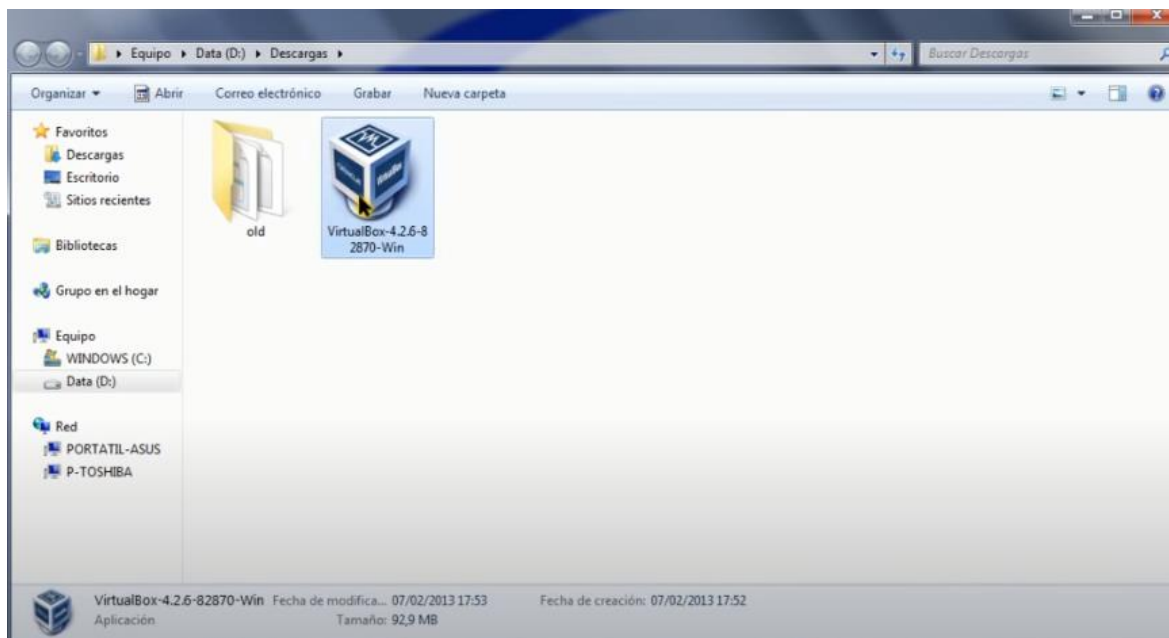 Equipo ▸ Data (D:) ▸ Descargas ▸
Buscar Descargas
Organizar ▾ Abrir Correo electrónico Grabar Nueva carpeta
Favoritos
Descargas
Escritorio
Sitios recientes
Bibliotecas
Grupo en el hogar
Equipo
WINDOWS (C:)
Data (D:)
Red
PORTATIL-ASUS
P-TOSHIBA
old
VirtualBox-4.2.6-8
2870-Win
VirtualBox-4.2.6-82870-Win Fecha de modifica... 07/02/2013 17:53 Fecha de creación: 07/02/2013 17:52
Aplicación Tamaño: 92,9 MB